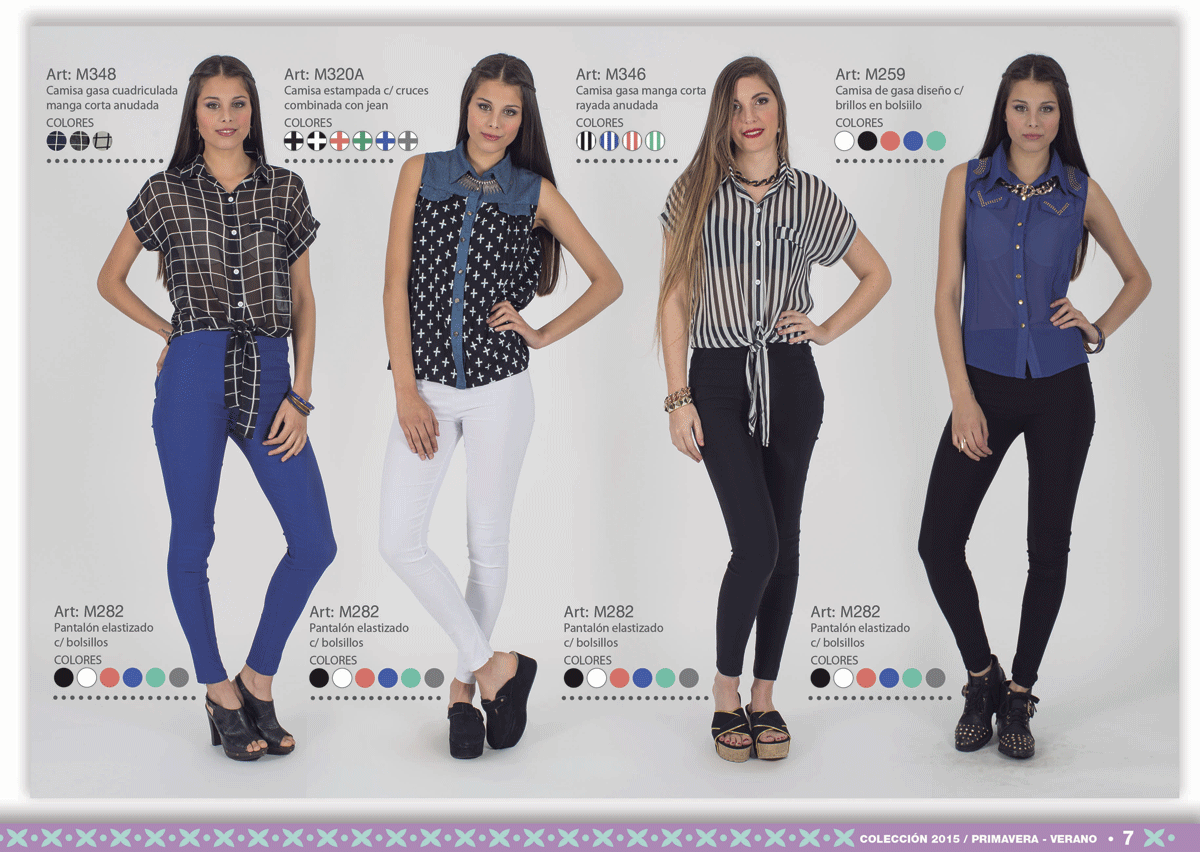 Art: M348
Camisa gasa cuadriculada
manga corta anudada
COLORES
Art: M320A
Camisa estampada c/ cruces
combinada con jean
COLORES
Art: M346
Camisa gasa manga corta
rayada anudada
COLORES
Art: M259
Camisa de gasa diseño c/
brillos en bolsiilo
COLORES
Art: M282
Pantalón elastizado
c/ bolsillos
COLORES
Art: M282
Pantalón elastizado
c/ bolsillos
COLORES
Art: M282
Pantalón elastizado
c/ bolsillos
COLORES
Art: M282
Pantalón elastizado
c/ bolsillos
COLORES
COLECCIÓN 2015 / PRIMAVERA - VERANO • 7